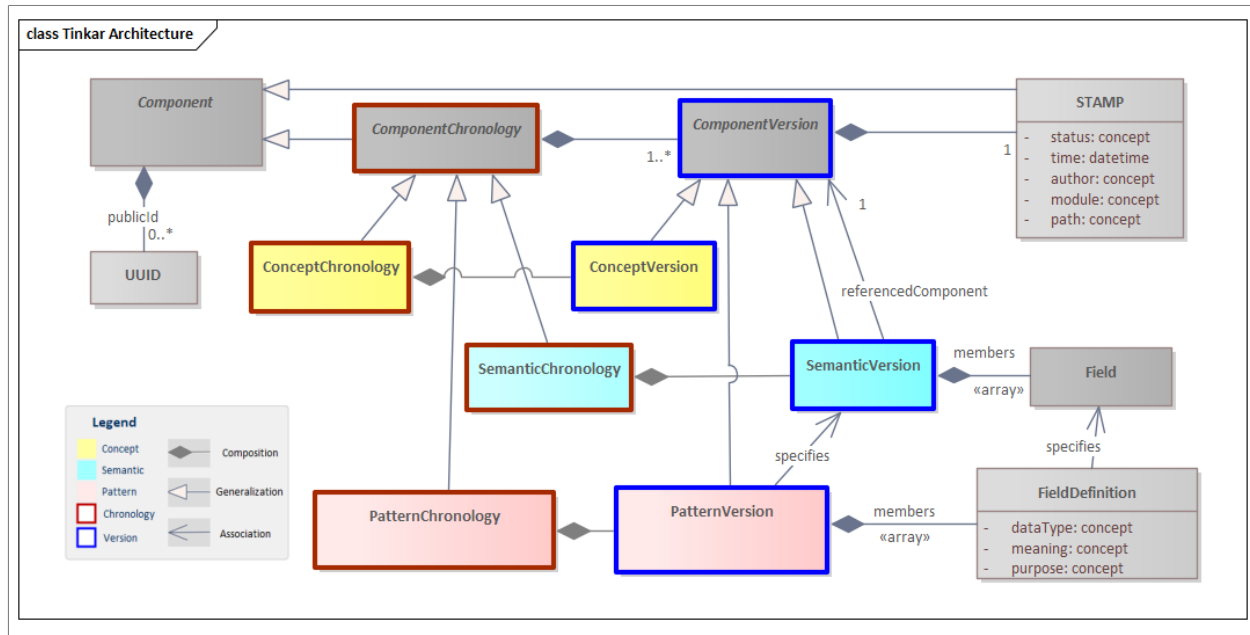 class Tinkar Architecture
Component
ComponentChronology
ComponentVersion
STAMP
- status: concept
- time: datetime
- author: concept
- module: concept
- path: concept
1..*
1
publicId
0..*
1
UUID
ConceptChronology
ConceptVersion
referencedComponent
SemanticChronology
SemanticVersion
members
«array»
Field
specifies
specifies
PatternChronology
PatternVersion
members
«array»
FieldDefinition
- dataType: concept
- meaning: concept
- purpose: concept
Legend
Concept
Semantic
Pattern
Chronology
Version
Composition
Generalization
Association